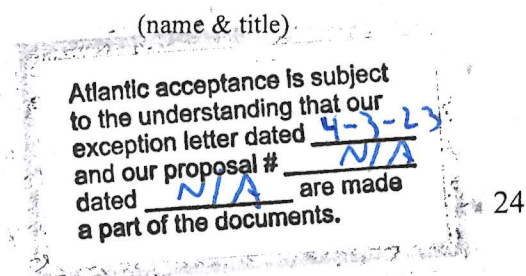 (name & title)
Atlantic acceptance is subject
to the understanding that our
exception letter dated 4-3-23
and our proposal # N/A
dated N/A are made
a part of the documents.
24